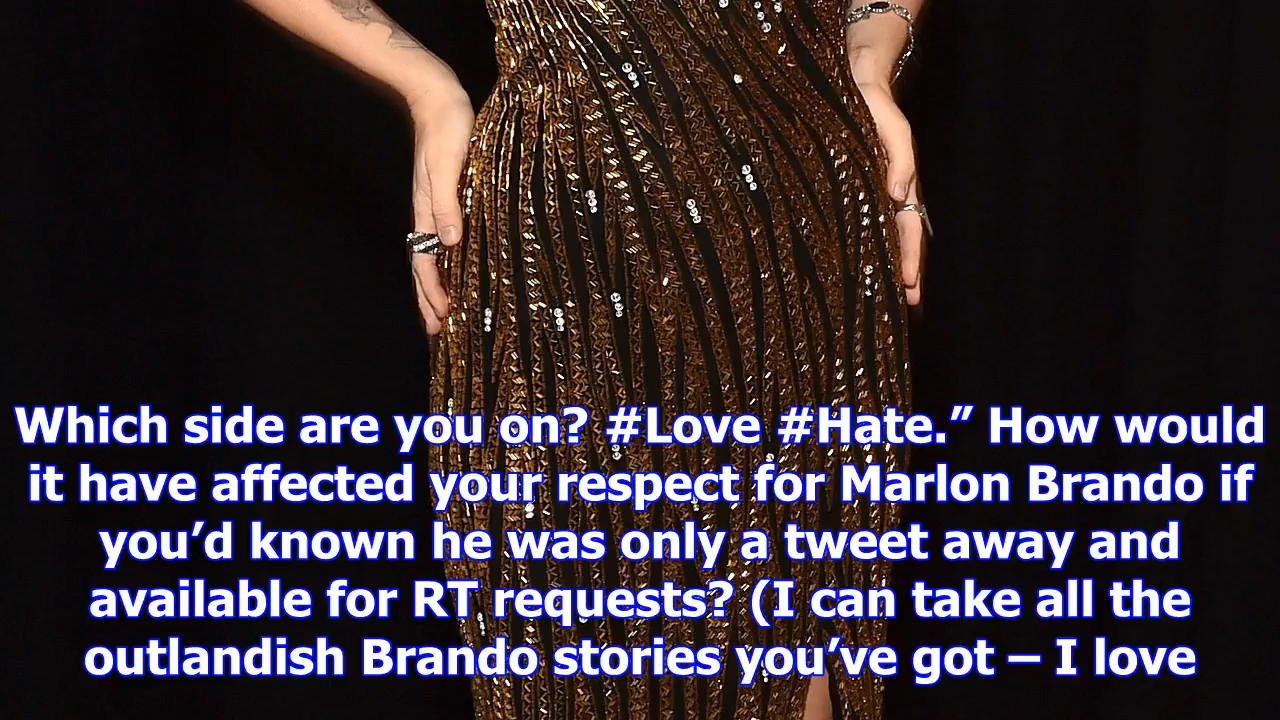 Which side are you on? #Love #Hate.” How would
it have affected your respect for Marlon Brando if
you’d known he was only a tweet away and
available for RT requests? (I can take all the
outlandish Brando stories you’ve got – I love